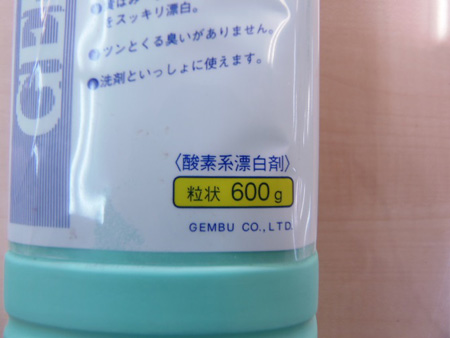 をスッキリ漂白。
ツンとくる臭いがありません。
洗剤といっしょに使えます。
〈酸素系漂白剤〉
粒状 600g
GEMBU CO.,LTD.